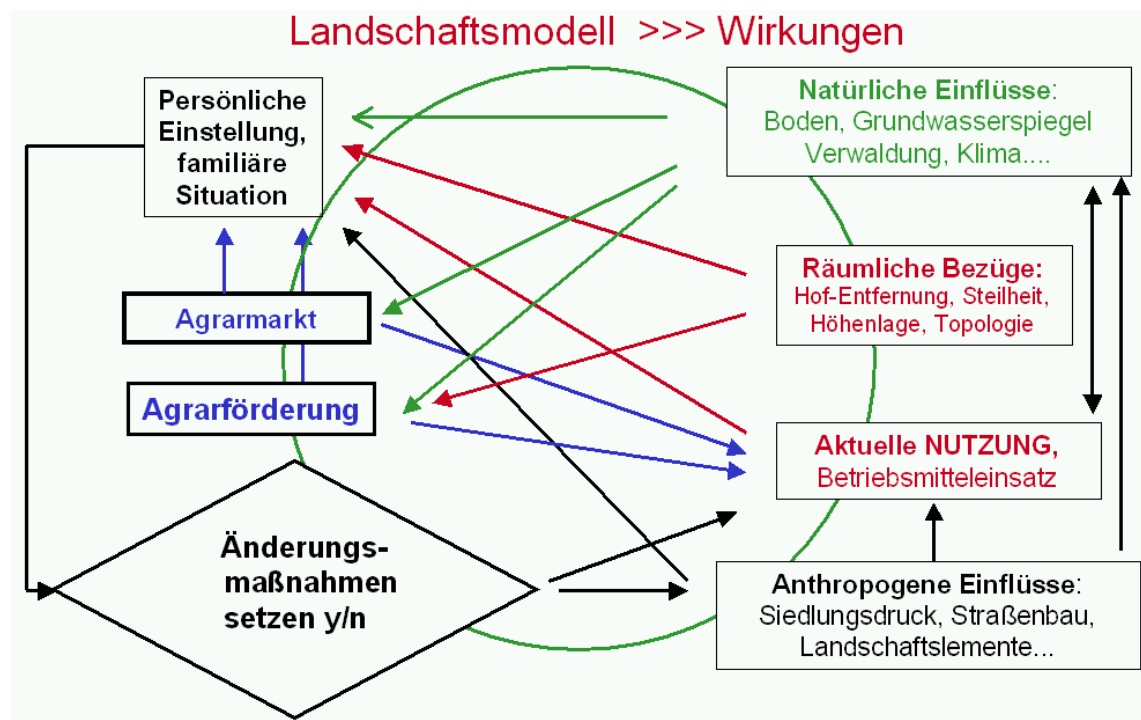 Landschaftsmodell >>> Wirkungen
Persönliche
Einstellung,
familiäre
Situation
Natürliche Einflüsse:
Boden, Grundwasserspiegel
Verwaldung, Klima....
Räumliche Bezüge:
Hof-Entfernung, Steilheit,
Höhenlage, Topologie
Agrarmarkt
Agrarförderung
Aktuelle NUTZUNG,
Betriebsmitteleinsatz
Änderungs-
maßnahmen
setzen y/n
Anthropogene Einflüsse:
Siedlungsdruck, Straßenbau,
Landschaftslemente...